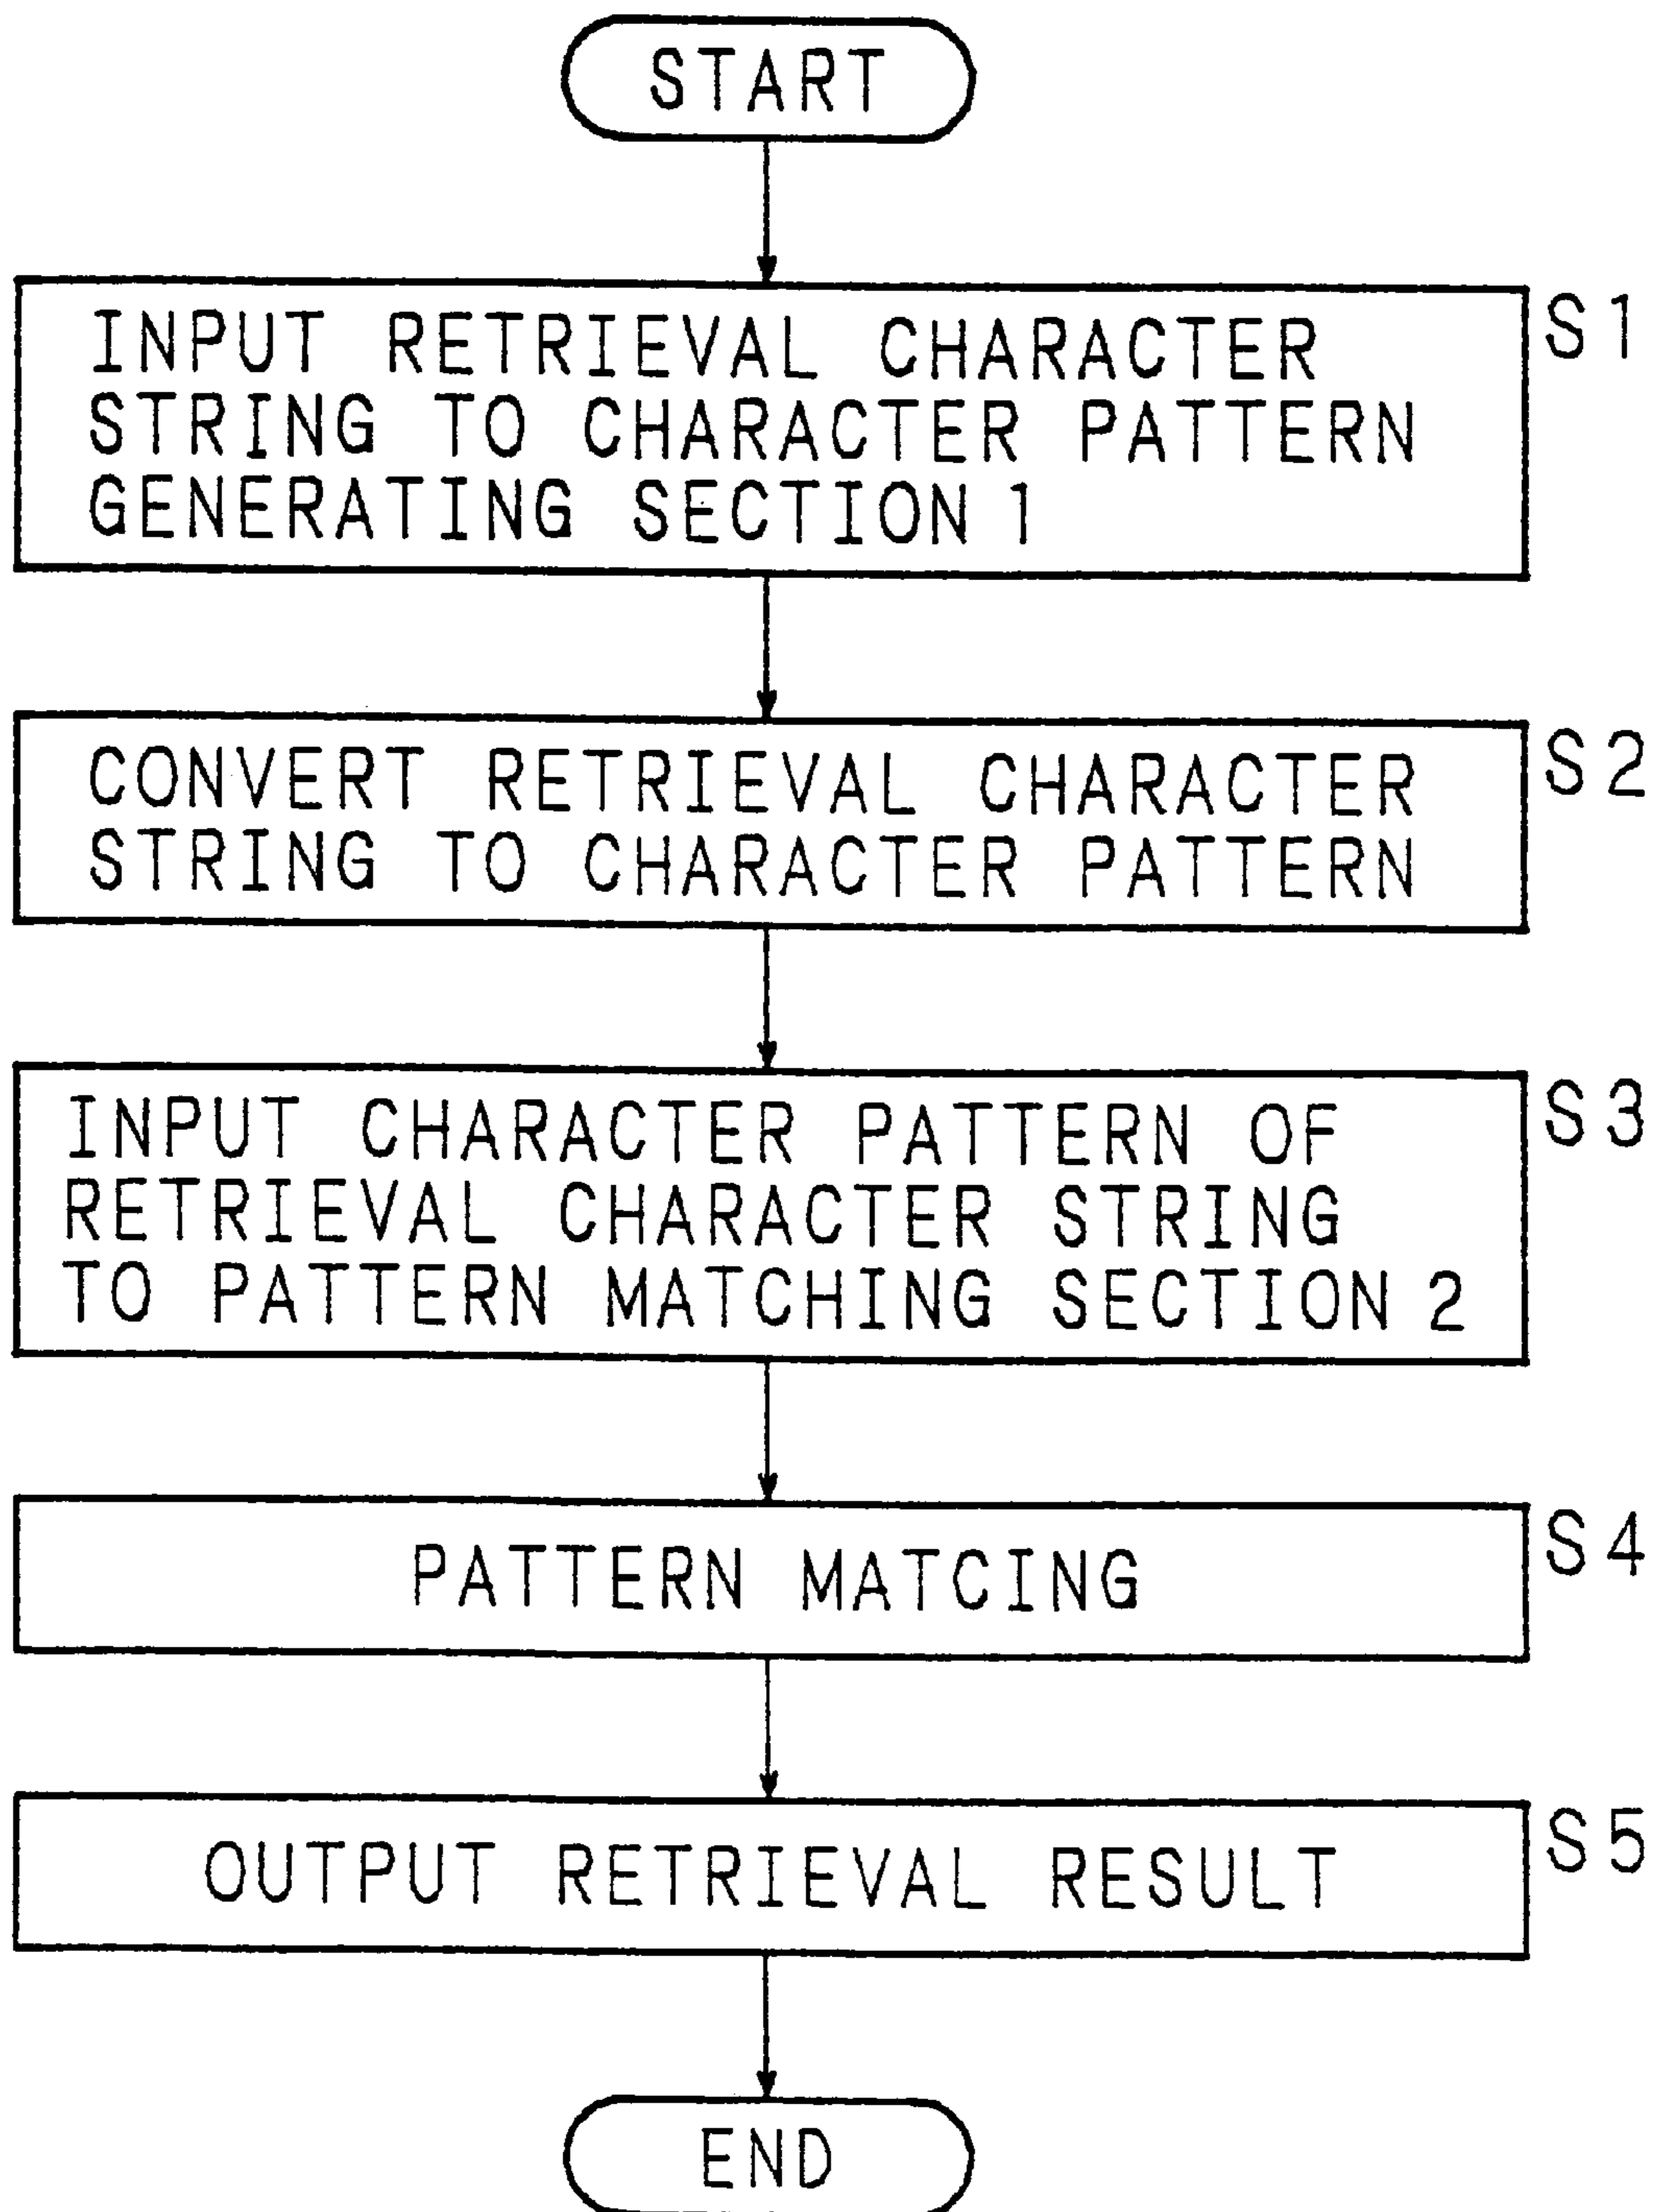 START
INPUT RETRIEVAL CHARACTER
STRING TO CHARACTER PATTERN
GENERATING SECTION 1
S1
CONVERT RETRIEVAL CHARACTER
STRING TO CHARACTER PATTERN
S2
INPUT CHARACTER PATTERN OF
RETRIEVAL CHARACTER STRING
TO PATTERN MATCHING SECTION 2
S3
PATTERN MATCING
S4
OUTPUT RETRIEVAL RESULT
S5
END